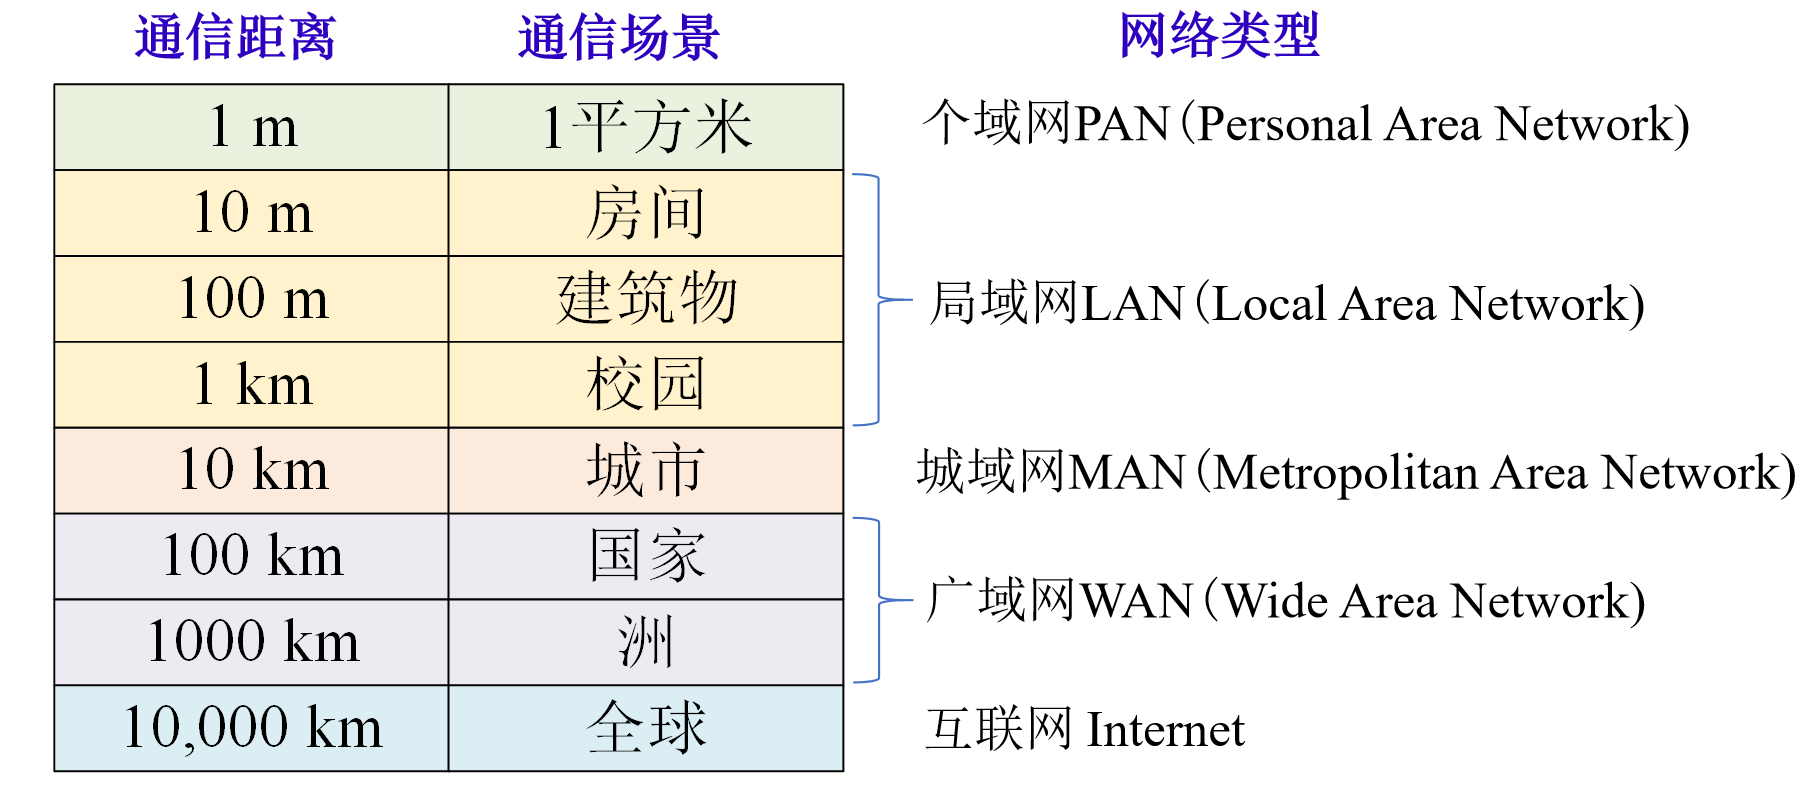 通信距离 通信场景 网络类型
1 m 1平方米 个域网PAN（Personal Area Network)
10 m 房间
100 m 建筑物 局域网LAN（Local Area Network)
1 km 校园
10 km 城市 城域网MAN（Metropolitan Area Network)
100 km 国家
广域网WAN（Wide Area Network)
1000 km 洲
10,000 km 全球 互联网 Internet